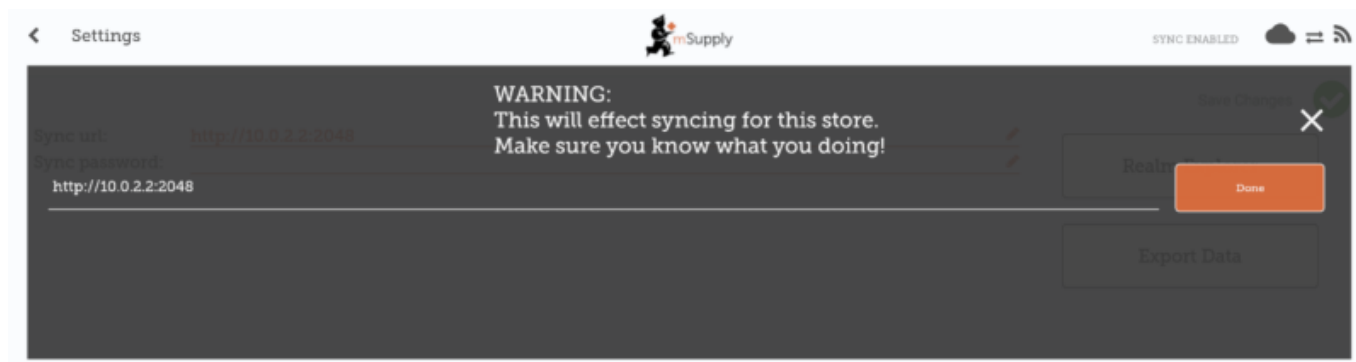 Settings
mSupply
SYNC ENABLED
WARNING:
This will effect syncing for this store.
Make sure you know what you doing!
Save Changes
Sync url: http://10.0.2.2:2048
Sync password:
http://10.0.2.2:2048
Done
Export Data